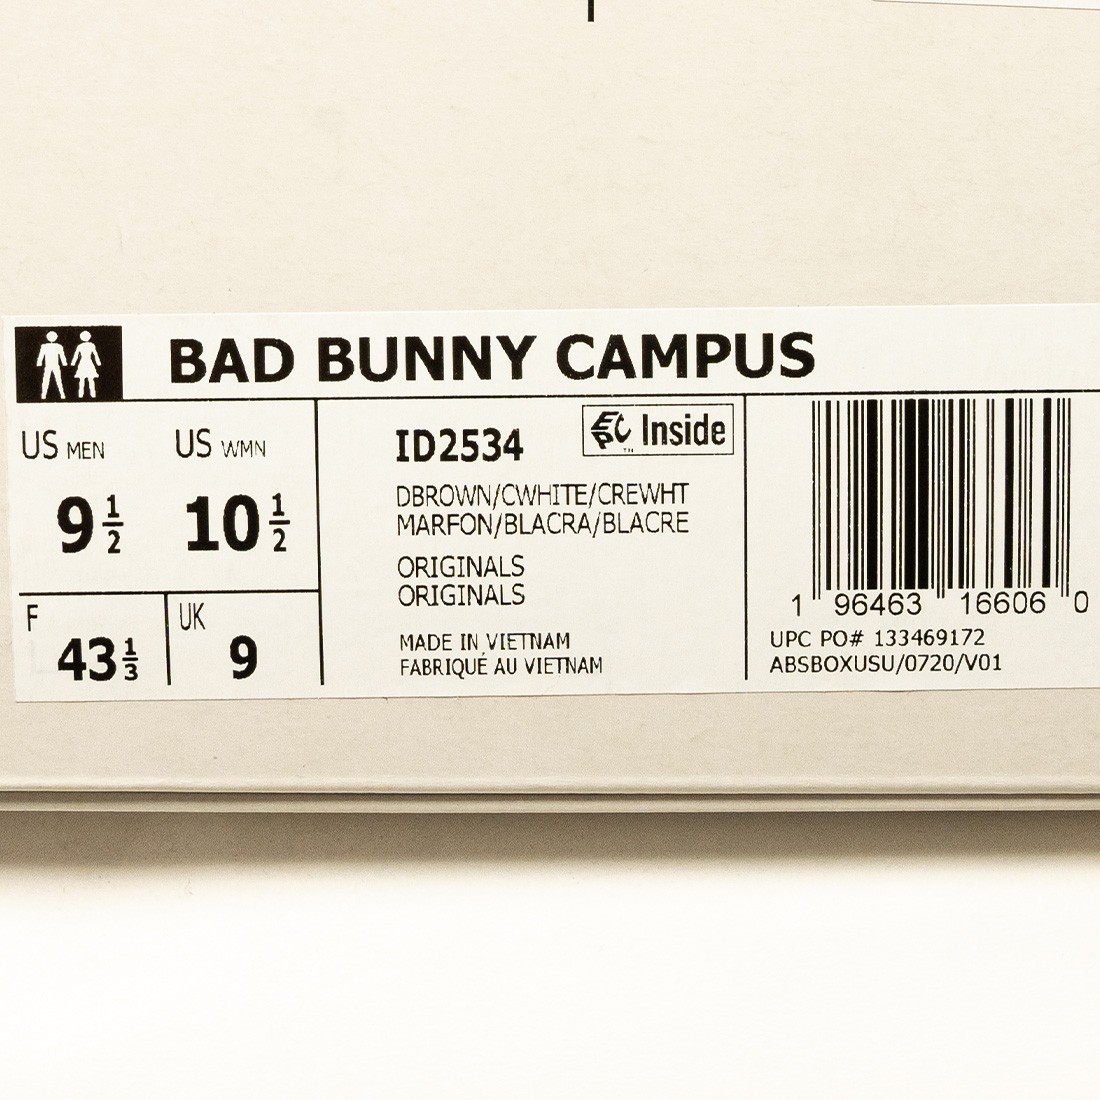 BAD BUNNY CAMPUS
US MEN
9 1/2
US WMN
10 1/2
F
43 1/3
UK
9
ID2534
EPC™ Inside
DBROWN/CWHITE/CREWHT
MARFON/BLACRA/BLACRE
ORIGINALS
ORIGINALS
MADE IN VIETNAM
FABRIQUÉ AU VIETNAM
1 96463 16606 0
UPC PO# 133469172
ABSBOXUSU/0720/V01